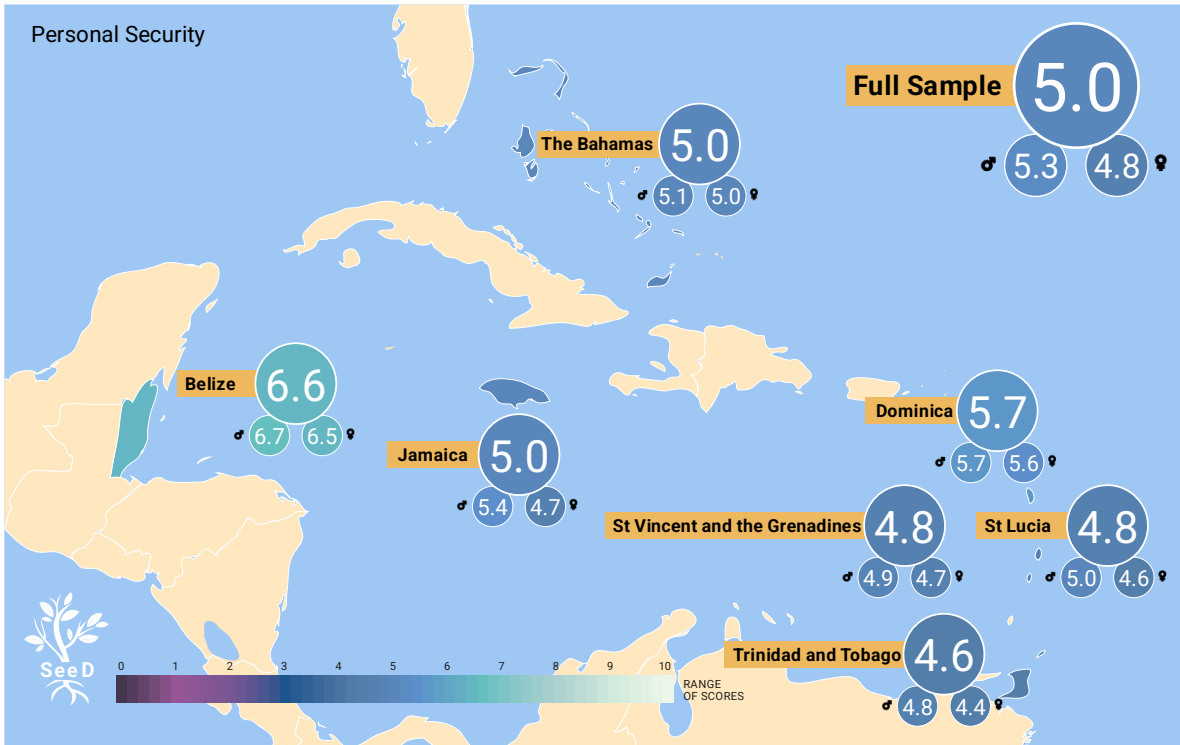 Personal Security
Full Sample
5.0
♂ 5.3 4.8 ♀
The Bahamas
5.0
♂ 5.1 5.0 ♀
Belize
6.6
♂ 6.7 6.5 ♀
Jamaica
5.0
♂ 5.4 4.7 ♀
Dominica
5.7
♂ 5.7 5.6 ♀
St Vincent and the Grenadines
4.8
♂ 4.9 4.7 ♀
St Lucia
4.8
♂ 5.0 4.6 ♀
Trinidad and Tobago
4.6
♂ 4.8 4.4 ♀
SeeD
0 1 2 3 4 5 6 7 8 9 10
RANGE
OF SCORES